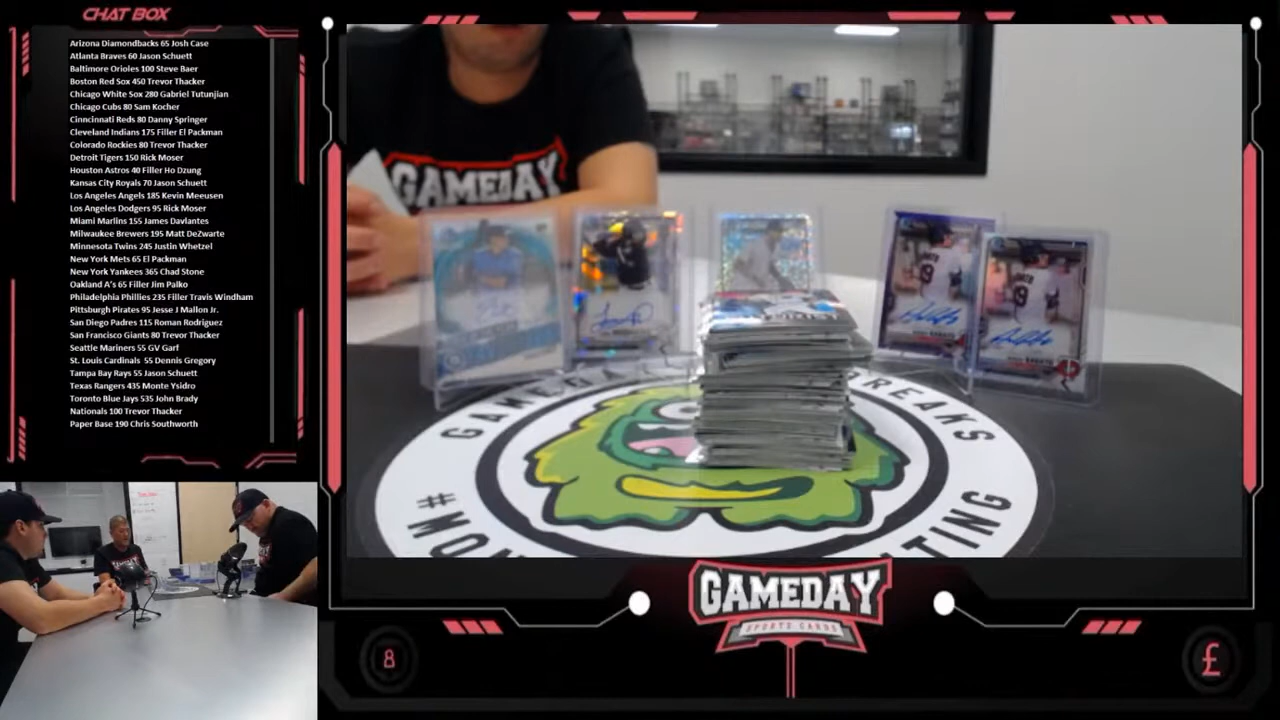 CHAT BOX
Arizona Diamondbacks 65 Josh Case
Atlanta Braves 60 Jason Schuett
Baltimore Orioles 100 Steve Baer
Boston Red Sox 450 Trevor Thacker
Chicago White Sox 280 Gabriel Tutunjian
Chicago Cubs 80 Sam Kocher
Cinncinati Reds 80 Danny Springer
Cleveland Indians 175 Filler El Packman
Colorado Rockies 80 Trevor Thacker
Detroit Tigers 150 Rick Moser
Houston Astros 40 Filler Ho Dzung
Kansas City Royals 70 Jason Schuett
Los Angeles Angels 185 Kevin Meeusen
Los Angeles Dodgers 95 Rick Moser
Miami Marlins 155 James Davlantes
Milwaukee Brewers 195 Matt DeZwarte
Minnesota Twins 245 Justin Whetzel
New York Mets 65 El Packman
New York Yankees 365 Chad Stone
Oakland A's 65 Filler Jim Palko
Philadelphia Phillies 235 Filler Travis Windham
Pittsburgh Pirates 95 Jesse J Mallon Jr.
San Diego Padres 115 Roman Rodriguez
San Francisco Giants 80 Trevor Thacker
Seattle Mariners 55 GV Garf
St. Louis Cardinals 55 Dennis Gregory
Tampa Bay Rays 55 Jason Schuett
Texas Rangers 435 Monte Ysidro
Toronto Blue Jays 535 John Brady
Nationals 100 Trevor Thacker
Paper Base 190 Chris Southworth
GAMEDAY
BREAKS
GAMEDAY
SPORTS CARDS
8
£